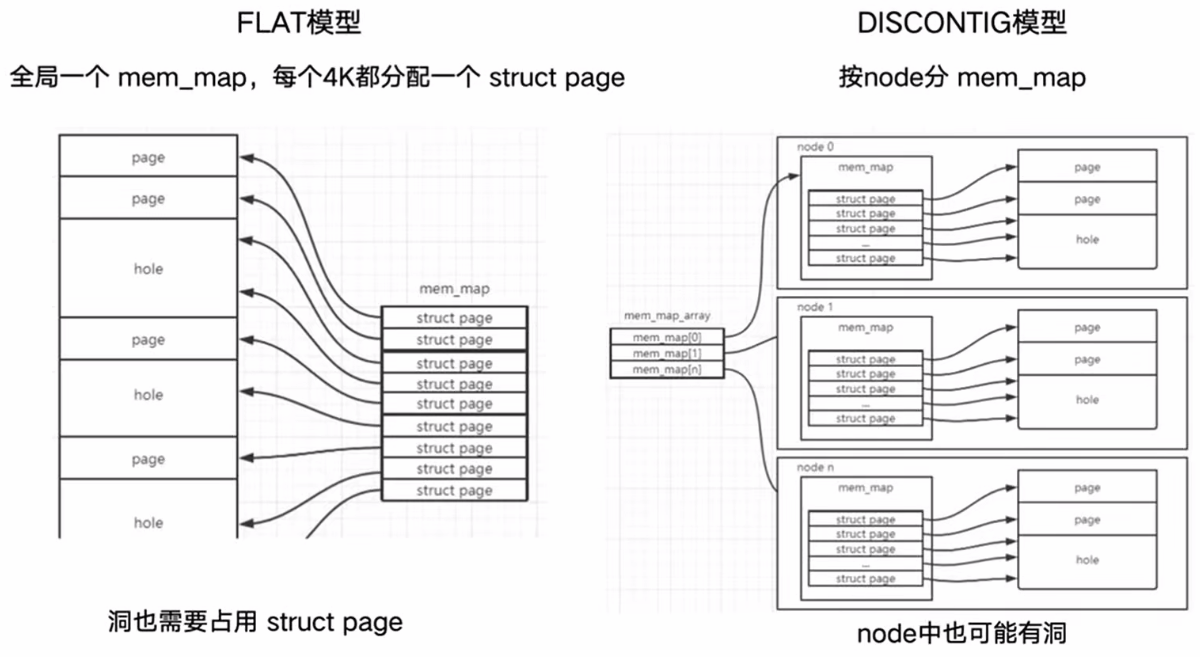 FLAT模型
全局一个 mem_map，每个4K都分配一个 struct page
page
page
hole
page
hole
page
hole
mem_map
struct page
struct page
struct page
struct page
struct page
struct page
struct page
struct page
struct page
洞也需要占用 struct page
DISCONTIG模型
按node分 mem_map
mem_map_array
mem_map[0]
mem_map[1]
mem_map[n]
node 0
mem_map
struct page
struct page
struct page
...
struct page
page
page
hole
node 1
mem_map
struct page
struct page
struct page
...
struct page
page
page
hole
node n
mem_map
struct page
struct page
struct page
...
struct page
page
page
hole
node中也可能有洞